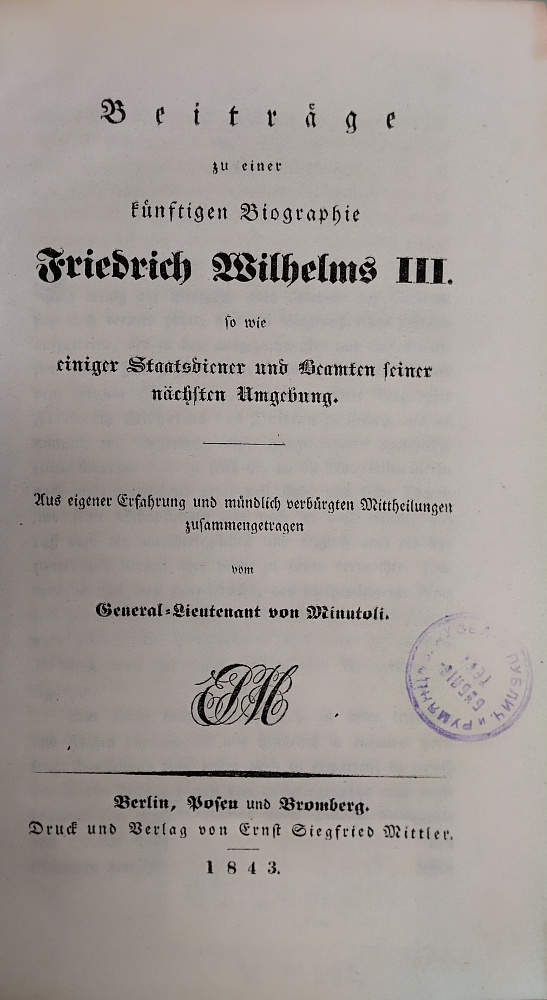 Beiträge
zu einer
künftigen Biographie
Friedrich Wilhelms III.
so wie
einiger Staatsdiener und Beamten seiner
nächsten Umgebung.
Aus eigener Erfahrung und mündlich verbürgten Mittheilungen
zusammengetragen
vom
General-Lieutenant von Minutoli.
ESM
Berlin, Posen und Bromberg.
Druck und Verlag von Ernst Siegfried Mittler.
1843.